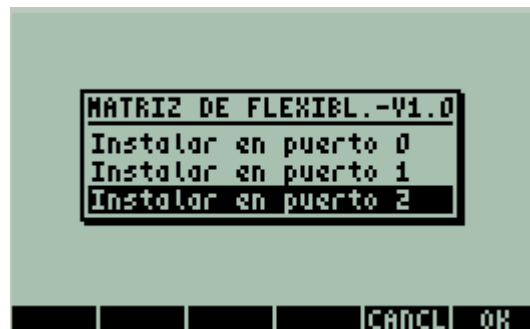 MATRIZ DE FLEXIBL.-V1.0
Instalar en puerto 0
Instalar en puerto 1
Instalar en puerto 2
CANCL OK